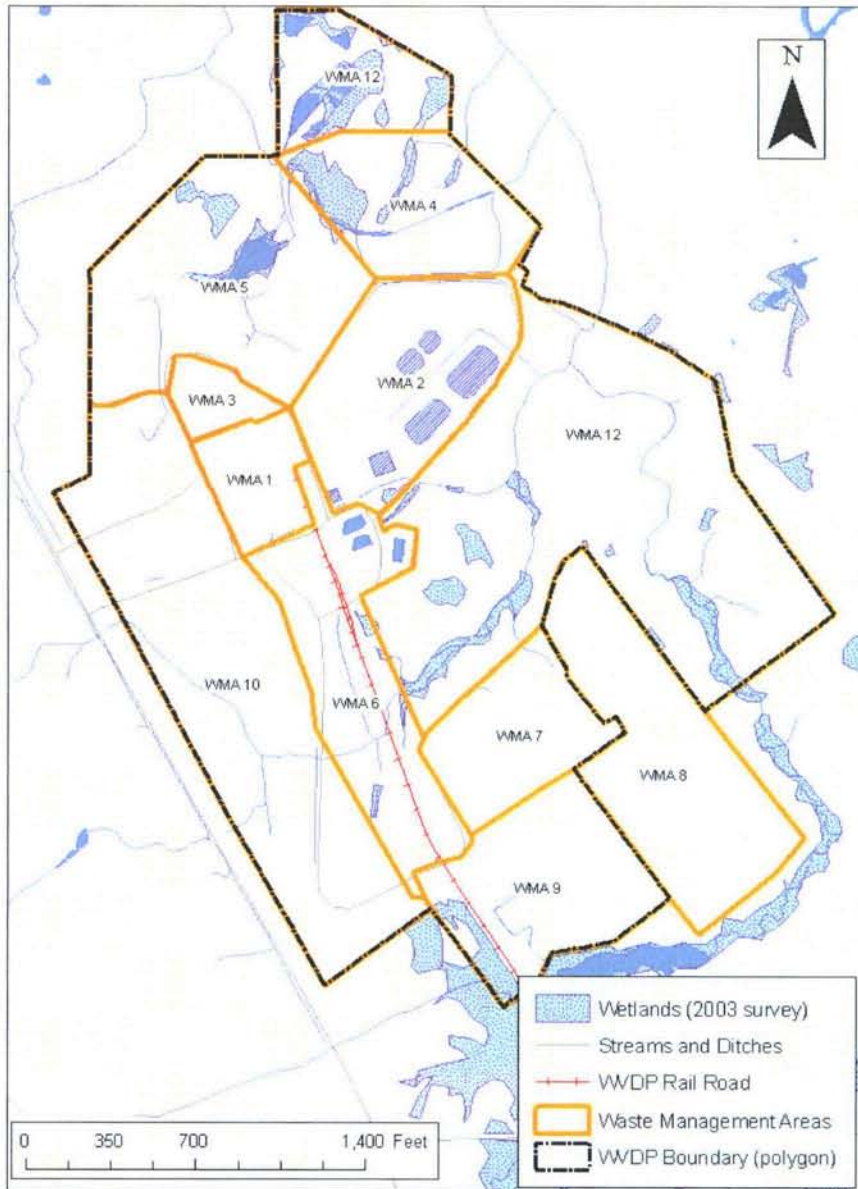 N
WMA 12
WMA 4
WMA 5
WMA 2
WMA 3
WMA 12
WMA 1
WMA 10
WMA 6
WMA 7
WMA 8
WMA 9
Wetlands (2003 survey)
Streams and Ditches
WVDP Rail Road
Waste Management Areas
WVDP Boundary (polygon)
0 350 700 1,400 Feet